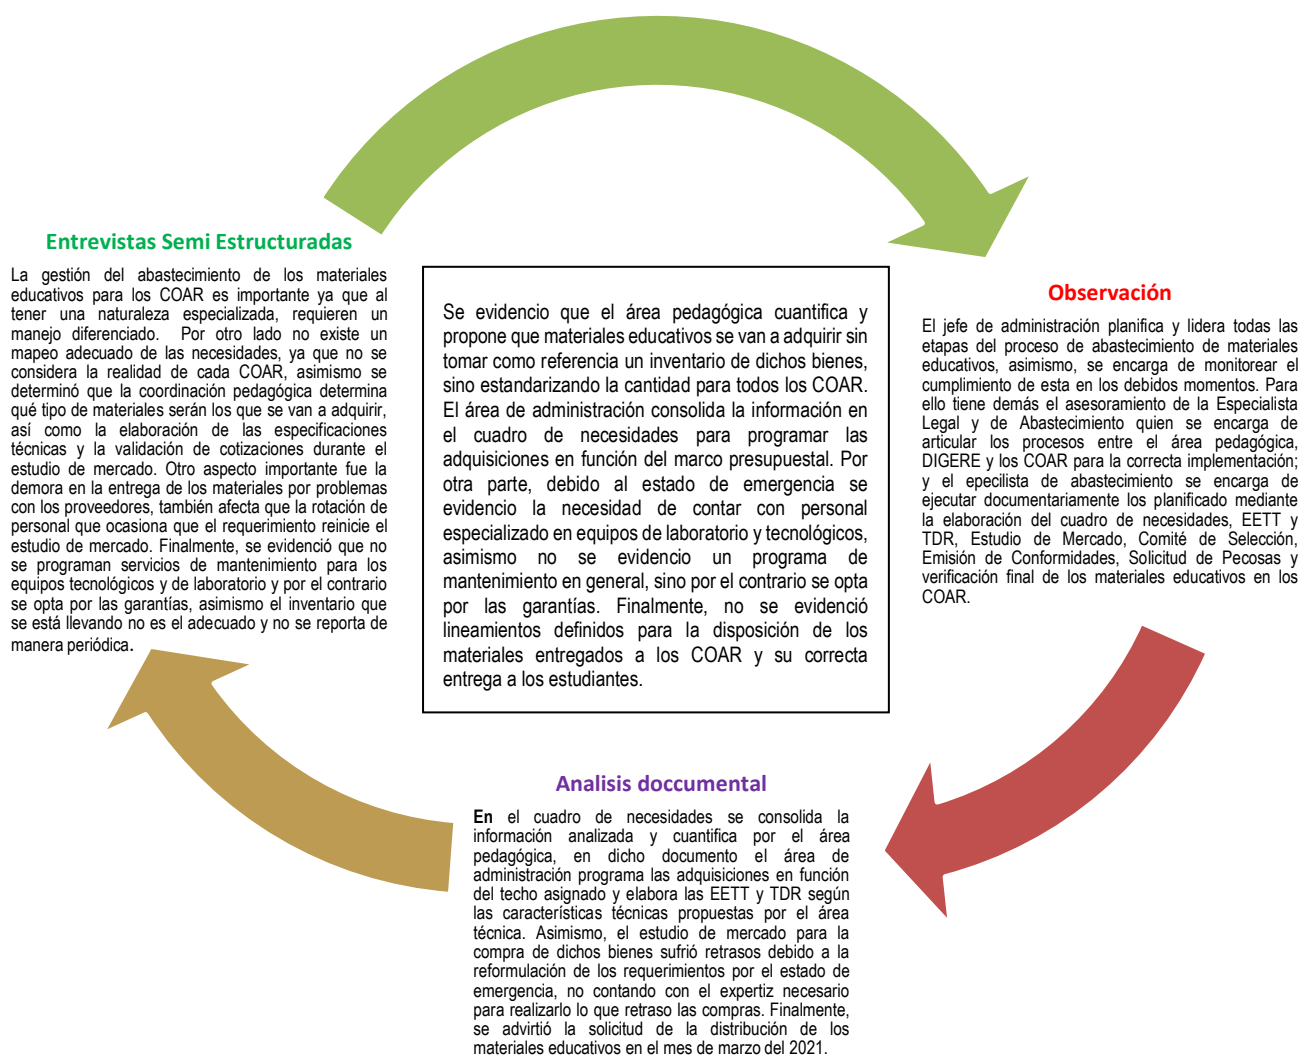 Entrevistas Semi Estructuradas
La gestión del abastecimiento de los materiales
educativos para los COAR es importante ya que al
tener una naturaleza especializada, requieren un
manejo diferenciado. Por otro lado no existe un
mapeo adecuado de las necesidades, ya que no se
considera la realidad de cada COAR, asimismo se
determinó que la coordinación pedagógica determina
qué tipo de materiales serán los que se van a adquirir,
así como la elaboración de las especificaciones
técnicas y la validación de cotizaciones durante el
estudio de mercado. Otro aspecto importante fue la
demora en la entrega de los materiales por problemas
con los proveedores, también afecta que la rotación de
personal que ocasiona que el requerimiento reinicie el
estudio de mercado. Finalmente, se evidenció que no
se programan servicios de mantenimiento para los
equipos tecnológicos y de laboratorio y por el contrario
se opta por las garantías, asimismo el inventario que
se está llevando no es el adecuado y no se reporta de
manera periódica.
Se evidencio que el área pedagógica cuantifica y
propone que materiales educativos se van a adquirir sin
tomar como referencia un inventario de dichos bienes,
sino estandarizando la cantidad para todos los COAR.
El área de administración consolida la información en
el cuadro de necesidades para programar las
adquisiciones en función del marco presupuestal. Por
otra parte, debido al estado de emergencia se
evidencio la necesidad de contar con personal
especializado en equipos de laboratorio y tecnológicos,
asimismo no se evidencio un programa de
mantenimiento en general, sino por el contrario se opta
por las garantías. Finalmente, no se evidenció
lineamientos definidos para la disposición de los
materiales entregados a los COAR y su correcta
entrega a los estudiantes.
Observación
El jefe de administración planifica y lidera todas las
etapas del proceso de abastecimiento de materiales
educativos, asimismo, se encarga de monitorear el
cumplimiento de esta en los debidos momentos. Para
ello tiene demás el asesoramiento de la Especialista
Legal y de Abastecimiento quien se encarga de
articular los procesos entre el área pedagógica,
DIGERE y los COAR para la correcta implementación;
y el epecilista de abastecimiento se encarga de
ejecutar documentariamente los planificado mediante
la elaboración del cuadro de necesidades, EETT y
TDR, Estudio de Mercado, Comité de Selección,
Emisión de Conformidades, Solicitud de Pecosas y
verificación final de los materiales educativos en los
COAR.
Analisis doccumental
En el cuadro de necesidades se consolida la
información analizada y cuantifica por el área
pedagógica, en dicho documento el área de
administración programa las adquisiciones en función
del techo asignado y elabora las EETT y TDR según
las características técnicas propuestas por el área
técnica. Asimismo, el estudio de mercado para la
compra de dichos bienes sufrió retrasos debido a la
reformulación de los requerimientos por el estado de
emergencia, no contando con el expertiz necesario
para realizarlo lo que retraso las compras. Finalmente,
se advirtió la solicitud de la distribución de los
materiales educativos en el mes de marzo del 2021.